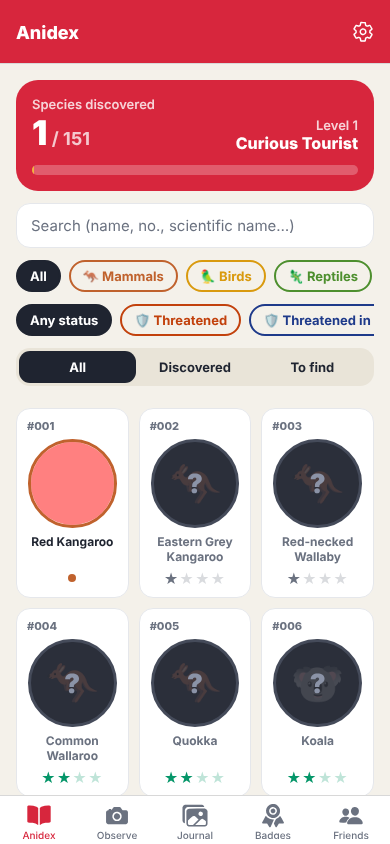 Anidex
Species discovered
1 / 151
Level 1
Curious Tourist
Search (name, no., scientific name...)
All
Mammals
Birds
Reptiles
Any status
Threatened
Threatened in
All
Discovered
To find
#001
#002
#003
?
?
Red Kangaroo
Eastern Grey
Kangaroo
Red-necked
Wallaby
#004
#005
#006
?
?
?
Common
Wallaroo
Quokka
Koala
Anidex
Observe
Journal
Badges
Friends